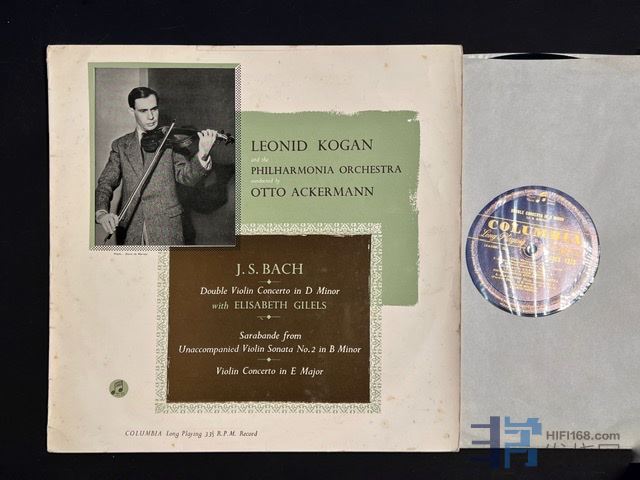 LEONID KOGAN
and the
PHILHARMONIA ORCHESTRA
conducted by
OTTO ACKERMANN
J. S. BACH
Double Violin Concerto in D Minor
with ELISABETH GILELS
Sarabande from
Unaccompanied Violin Sonata No. 2 in B Minor
Violin Concerto in E Major
COLUMBIA Long Playing 33⅓ R.P.M. Record
COLUMBIA
Long Playing
HIFI168.com